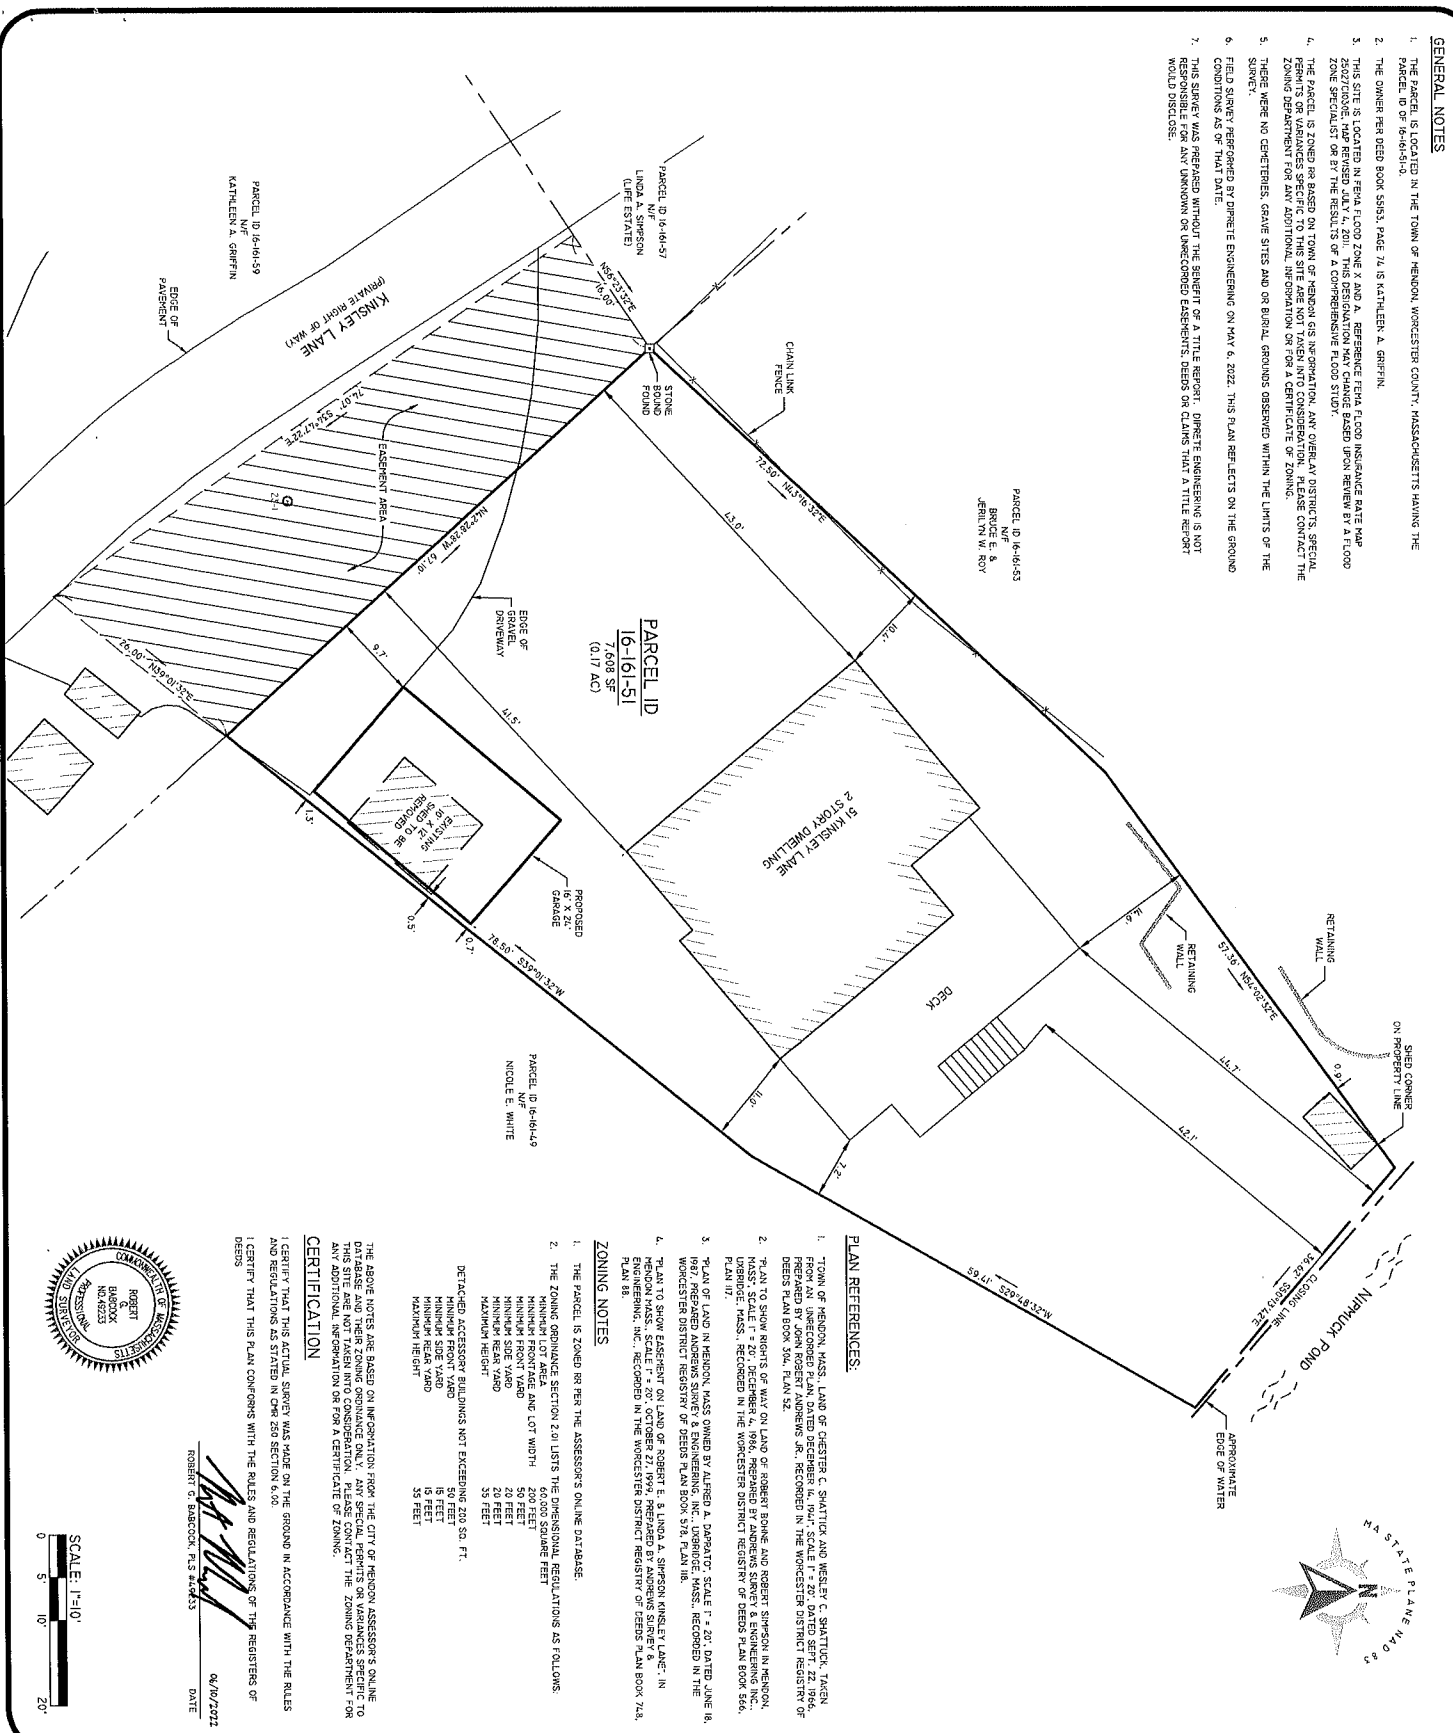 GENERAL NOTES
1. THE PARCEL IS LOCATED IN THE TOWN OF MENDON, WORCESTER COUNTY, MASSACHUSETTS HAVING THE
PARCEL ID OF 16-161-51-0.
2. THE OWNER PER DEED BOOK 55153, PAGE 74 IS KATHLEEN A. GRIFFIN.
3. THIS SITE IS LOCATED IN FEMA FLOOD ZONE X AND A. REFERENCE FEMA FLOOD INSURANCE RATE MAP
25027C1030E, MAP REVISED JULY 4, 2011. THIS DESIGNATION MAY CHANGE BASED UPON REVIEW BY A FLOOD
ZONE SPECIALIST OR BY THE RESULTS OF A COMPREHENSIVE FLOOD STUDY.
4. THE PARCEL IS ZONED RR BASED ON TOWN OF MENDON GIS INFORMATION. ANY OVERLAY DISTRICTS, SPECIAL
PERMITS OR VARIANCES SPECIFIC TO THIS SITE ARE NOT TAKEN INTO CONSIDERATION. PLEASE CONTACT THE
ZONING DEPARTMENT FOR ANY ADDITIONAL INFORMATION OR FOR A CERTIFICATE OF ZONING.
5. THERE WERE NO CEMETERIES, GRAVE SITES AND OR BURIAL GROUNDS OBSERVED WITHIN THE LIMITS OF THE
SURVEY.
6. FIELD SURVEY PERFORMED BY DIPRETE ENGINEERING ON MAY 6, 2022. THIS PLAN REFLECTS ON THE GROUND
CONDITIONS AS OF THAT DATE.
7. THIS SURVEY WAS PREPARED WITHOUT THE BENEFIT OF A TITLE REPORT. DIPRETE ENGINEERING IS NOT
RESPONSIBLE FOR ANY UNKNOWN OR UNRECORDED EASEMENTS, DEEDS OR CLAIMS THAT A TITLE REPORT
WOULD DISCLOSE.
PARCEL ID 16-161-53
N/F
BRUCE E. &
JERILYN W. ROY
PARCEL ID 16-161-57
N/F
LINDA A. SIMPSON
(LIFE ESTATE)
PARCEL ID 16-161-59
N/F
KATHLEEN A. GRIFFIN
KINSLEY LANE
(PRIVATE RIGHT OF WAY)
EDGE OF
PAVEMENT
N56°23'32"E
16.00'
STONE
BOUND
FOUND
CHAIN LINK
FENCE
72.50' N43°16'32"E
74.07' S34°47'22"E
EASEMENT AREA
N42°28'28"W 67.10'
26.00' N39°01'32"E
EDGE OF
GRAVEL
DRIVEWAY
PARCEL ID
16-161-51
7,608 SF
(0.17 AC)
43.0'
10.4'
41.5'
9.7'
51 KINSLEY LANE
2 STORY DWELLING
EXISTING
10' X 12'
SHED TO BE
REMOVED
PROPOSED
16' X 24'
GARAGE
1.3'
0.5'
0.7'
78.50' S39°01'32"W
DECK
11.0'
7.2'
14.6'
RETAINING
WALL
RETAINING
WALL
57.36' N54°02'32"E
SHED CORNER
ON PROPERTY LINE
0.9'
44.7'
42.1'
36.62'
CLOSING LINE
NIPMUCK POND
APPROXIMATE
EDGE OF WATER
59.41' S29°48'32"W
PARCEL ID 16-161-49
N/F
NICOLE E. WHITE
MA STATE PLANE NAD 83
N
PLAN REFERENCES:
1. "TOWN OF MENDON, MASS., LAND OF CHESTER C. SHATTUCK AND WESLEY C. SHATTUCK, TAKEN
FROM AN UNRECORDED PLAN, DATED DECEMBER 14, 1941", SCALE 1" = 20', DATED SEPT. 22, 1966,
PREPARED BY JOHN ROBERT ANDREWS JR., RECORDED IN THE WORCESTER DISTRICT REGISTRY OF
DEEDS PLAN BOOK 304, PLAN 52.
2. "PLAN TO SHOW RIGHTS OF WAY ON LAND OF ROBERT BOHNE AND ROBERT SIMPSON IN MENDON,
MASS", SCALE 1" = 20', DECEMBER 4, 1986, PREPARED BY ANDREWS SURVEY & ENGINEERING INC.,
UXBRIDGE, MASS., RECORDED IN THE WORCESTER DISTRICT REGISTRY OF DEEDS PLAN BOOK 566,
PLAN 117.
3. "PLAN OF LAND IN MENDON, MASS OWNED BY ALFRED A. DAPRATO", SCALE 1" = 20', DATED JUNE 18,
1987, PREPARED ANDREWS SURVEY & ENGINEERING, INC., UXBRIDGE, MASS., RECORDED IN THE
WORCESTER DISTRICT REGISTRY OF DEEDS PLAN BOOK 578, PLAN 118.
4. "PLAN TO SHOW EASEMENT ON LAND OF ROBERT E. & LINDA A. SIMPSON KINSLEY LANE", IN
MENDON MASS., SCALE 1" = 20', OCTOBER 27, 1999, PREPARED BY ANDREWS SURVEY &
ENGINEERING, INC., RECORDED IN THE WORCESTER DISTRICT REGISTRY OF DEEDS PLAN BOOK 748,
PLAN 88.
ZONING NOTES
1. THE PARCEL IS ZONED RR PER THE ASSESSOR'S ONLINE DATABASE.
2. THE ZONING ORDINANCE SECTION 2.01 LISTS THE DIMENSIONAL REGULATIONS AS FOLLOWS:
MINIMUM LOT AREA 60,000 SQUARE FEET
MINIMUM FRONTAGE AND LOT WIDTH 200 FEET
MINIMUM FRONT YARD 50 FEET
MINIMUM SIDE YARD 20 FEET
MINIMUM REAR YARD 20 FEET
MAXIMUM HEIGHT 35 FEET
DETACHED ACCESSORY BUILDINGS NOT EXCEEDING 200 SQ. FT.
MINIMUM FRONT YARD 50 FEET
MINIMUM SIDE YARD 15 FEET
MINIMUM REAR YARD 15 FEET
MAXIMUM HEIGHT 35 FEET
THE ABOVE NOTES ARE BASED ON INFORMATION FROM THE CITY OF MENDON ASSESSOR'S ONLINE
DATABASE AND THEIR ZONING ORDINANCE ONLY. ANY SPECIAL PERMITS OR VARIANCES SPECIFIC TO
THIS SITE ARE NOT TAKEN INTO CONSIDERATION. PLEASE CONTACT THE ZONING DEPARTMENT FOR
ANY ADDITIONAL INFORMATION OR FOR A CERTIFICATE OF ZONING.
CERTIFICATION
I CERTIFY THAT THIS ACTUAL SURVEY WAS MADE ON THE GROUND IN ACCORDANCE WITH THE RULES
AND REGULATIONS AS STATED IN CMR 250 SECTION 6.00.
I CERTIFY THAT THIS PLAN CONFORMS WITH THE RULES AND REGULATIONS OF THE REGISTERS OF
DEEDS
06/10/2022
ROBERT G. BABCOCK, PLS DATE
COMMONWEALTH OF MASSACHUSETTS
ROBERT
G.
BABCOCK
NO.49233
PROFESSIONAL
LAND SURVEYOR
SCALE: 1"=10'
0 5' 10' 20'